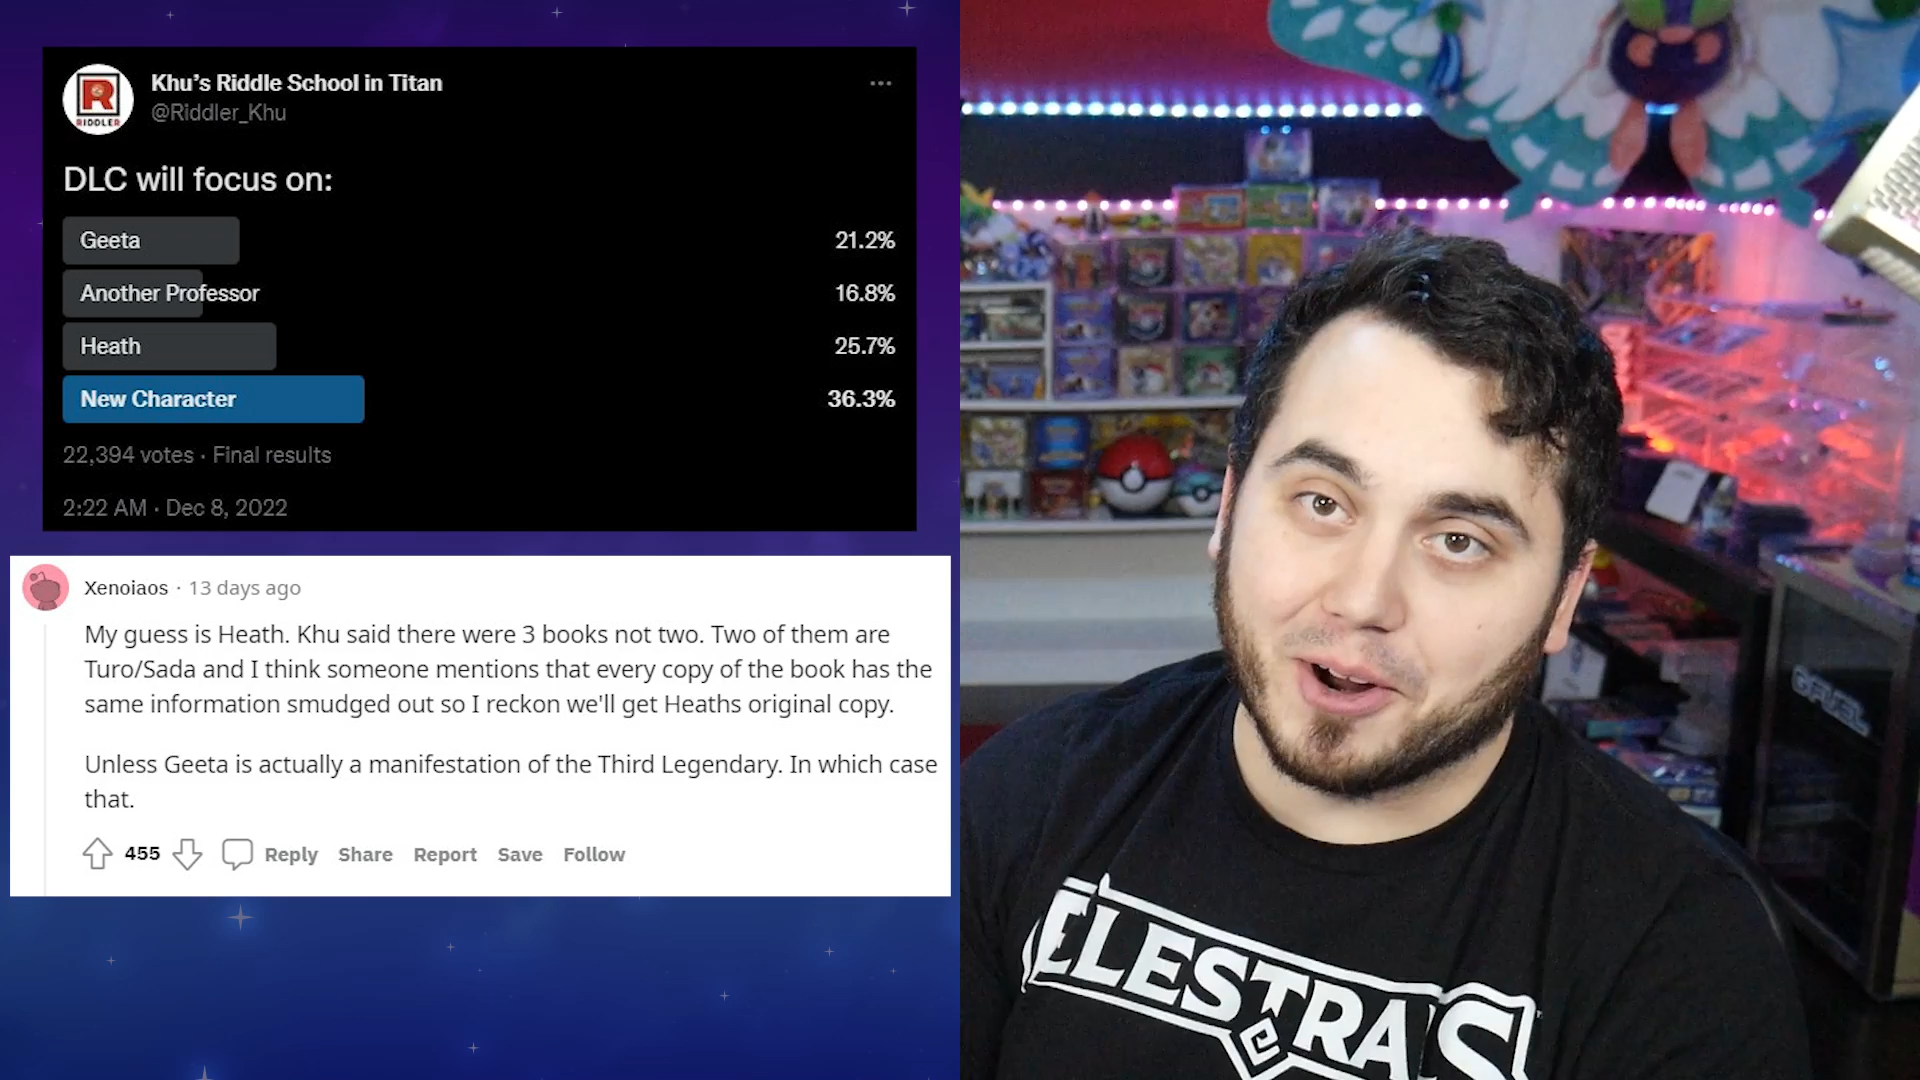 Khu's Riddle School in Titan
@Riddler_Khu
RIDDLER
DLC will focus on:
Geeta 21.2%
Another Professor 16.8%
Heath 25.7%
New Character 36.3%
22,394 votes · Final results
2:22 AM · Dec 8, 2022
Xenoiaos · 13 days ago
My guess is Heath. Khu said there were 3 books not two. Two of them are
Turo/Sada and I think someone mentions that every copy of the book has the
same information smudged out so I reckon we'll get Heaths original copy.
Unless Geeta is actually a manifestation of the Third Legendary. In which case
that.
455 Reply Share Report Save Follow
GFUEL
ELESTRALS